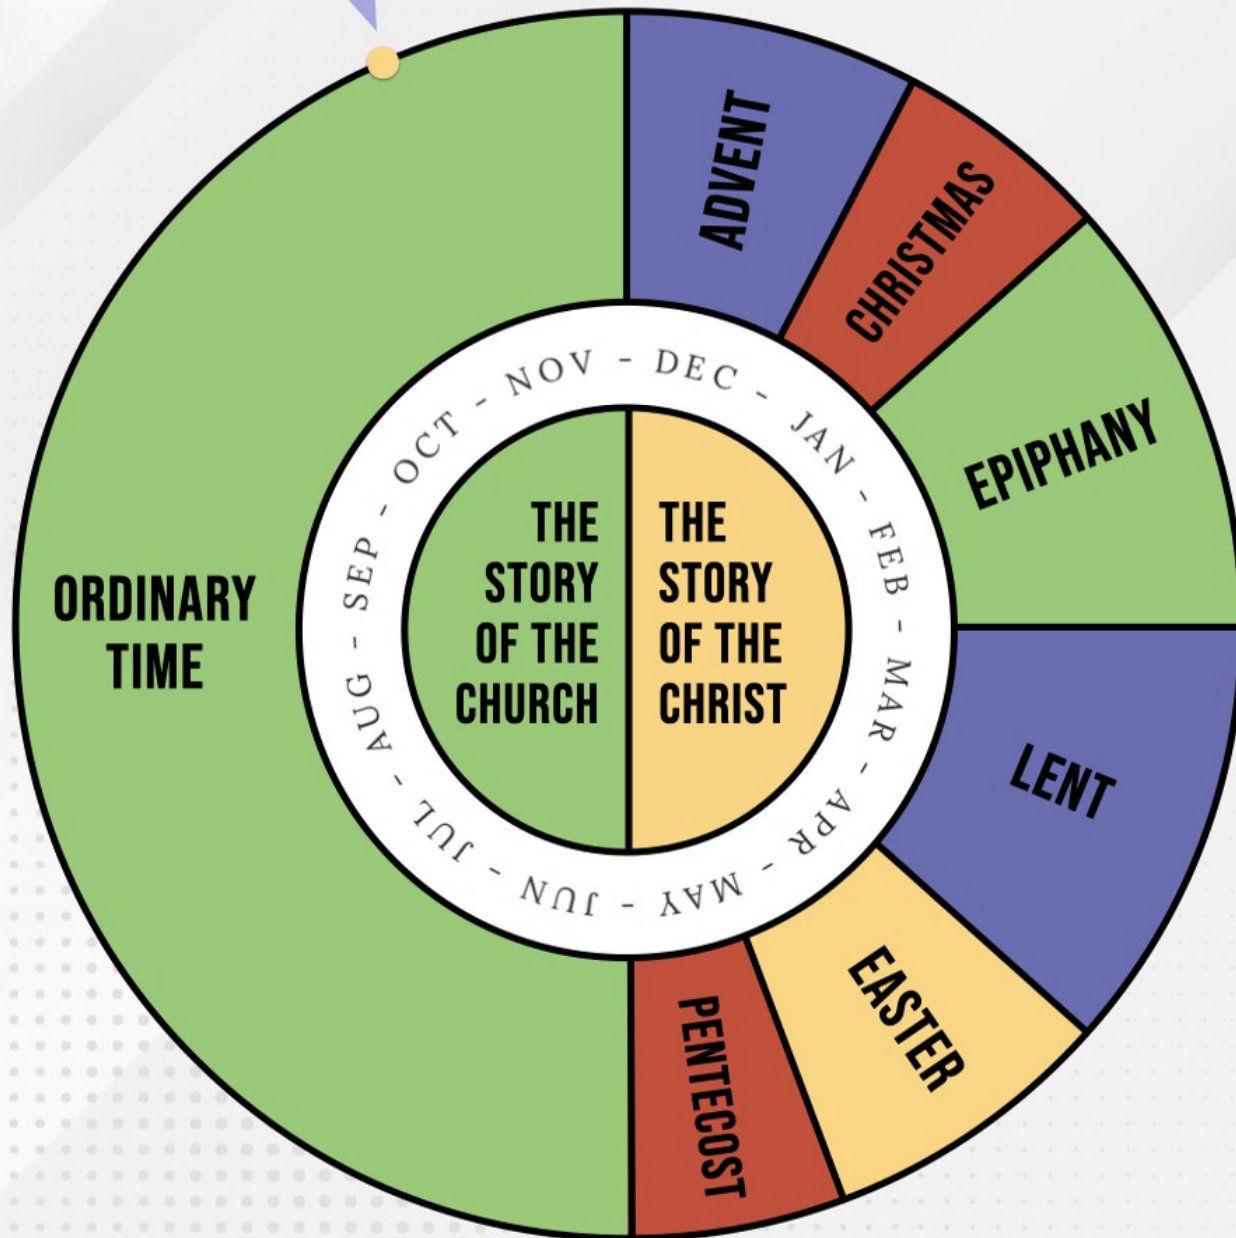 ADVENT
CHRISTMAS
EPIPHANY
LENT
EASTER
PENTECOST
ORDINARY
TIME
DEC - JAN - FEB - MAR - APR - MAY - JUN - JUL - AUG - SEP - OCT - NOV -
THE
STORY
OF THE
CHURCH
THE
STORY
OF THE
CHRIST